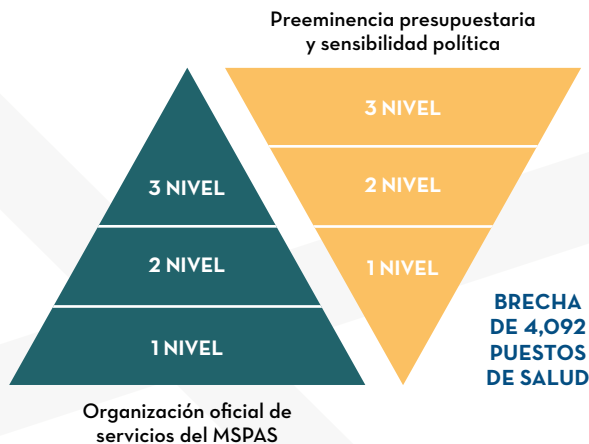 Preeminencia presupuestaria
y sensibilidad política
3 NIVEL
2 NIVEL
1 NIVEL
3 NIVEL
2 NIVEL
1 NIVEL
BRECHA
DE 4,092
PUESTOS
DE SALUD
Organización oficial de
servicios del MSPAS